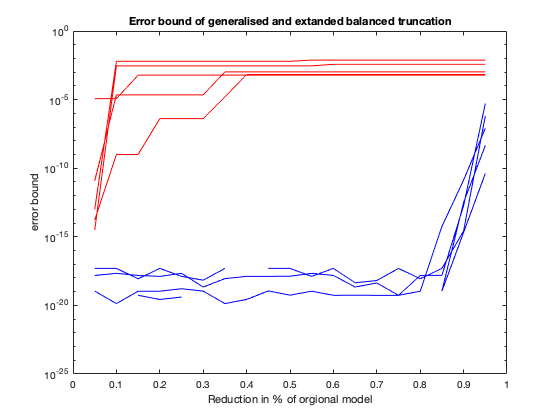 Error bound of generalised and extanded balanced truncation
10^0
10^-5
10^-10
10^-15
10^-20
10^-25
error bound
0 0.1 0.2 0.3 0.4 0.5 0.6 0.7 0.8 0.9 1
Reduction in % of orgional model